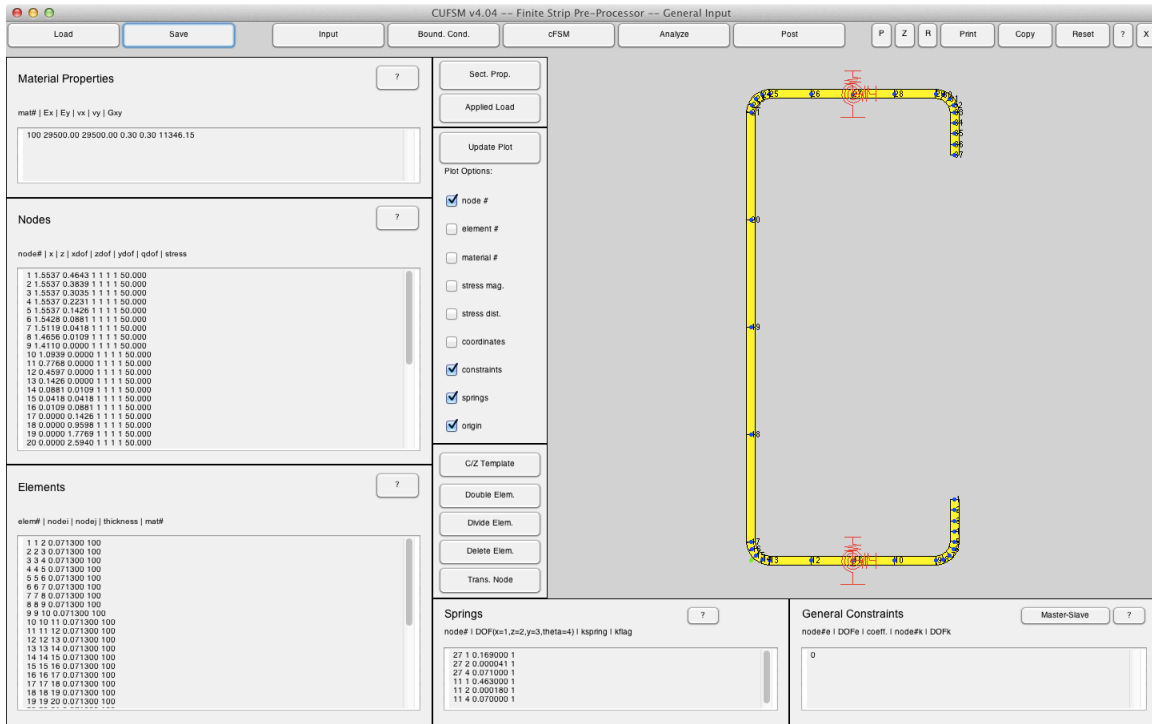 CUFSM v4.04 -- Finite Strip Pre-Processor -- General Input
Load Save Input Bound. Cond. cFSM Analyze Post P Z R Print Copy Reset ? X
Material Properties ?
mat# | Ex | Ey | vx | vy | Gxy
100 29500.00 29500.00 0.30 0.30 11346.15
Nodes ?
node# | x | z | xdof | zdof | ydof | qdof | stress
1 1.5537 0.4643 1 1 1 1 50.000
2 1.5537 0.3839 1 1 1 1 50.000
3 1.5537 0.3035 1 1 1 1 50.000
4 1.5537 0.2231 1 1 1 1 50.000
5 1.5537 0.1426 1 1 1 1 50.000
6 1.5428 0.0881 1 1 1 1 50.000
7 1.5119 0.0418 1 1 1 1 50.000
8 1.4656 0.0109 1 1 1 1 50.000
9 1.4110 0.0000 1 1 1 1 50.000
10 1.0939 0.0000 1 1 1 1 50.000
11 0.7768 0.0000 1 1 1 1 50.000
12 0.4597 0.0000 1 1 1 1 50.000
13 0.1426 0.0000 1 1 1 1 50.000
14 0.0881 0.0109 1 1 1 1 50.000
15 0.0418 0.0418 1 1 1 1 50.000
16 0.0109 0.0881 1 1 1 1 50.000
17 0.0000 0.1426 1 1 1 1 50.000
18 0.0000 0.9598 1 1 1 1 50.000
19 0.0000 1.7769 1 1 1 1 50.000
20 0.0000 2.5940 1 1 1 1 50.000
Elements ?
elem# | nodei | nodej | thickness | mat#
1 1 2 0.071300 100
2 2 3 0.071300 100
3 3 4 0.071300 100
4 4 5 0.071300 100
5 5 6 0.071300 100
6 6 7 0.071300 100
7 7 8 0.071300 100
8 8 9 0.071300 100
9 9 10 0.071300 100
10 10 11 0.071300 100
11 11 12 0.071300 100
12 12 13 0.071300 100
13 13 14 0.071300 100
14 14 15 0.071300 100
15 15 16 0.071300 100
16 16 17 0.071300 100
17 17 18 0.071300 100
18 18 19 0.071300 100
19 19 20 0.071300 100
Sect. Prop.
Applied Load
Update Plot
Plot Options:
node #
element #
material #
stress mag.
stress dist.
coordinates
constraints
springs
origin
C/Z Template
Double Elem.
Divide Elem.
Delete Elem.
Trans. Node
25 26 28
20
12 10
Springs ?
node# | DOF(x=1,z=2,y=3,theta=4) | kspring | kflag
27 1 0.169000 1
27 2 0.000041 1
27 4 0.071000 1
11 1 0.463000 1
11 2 0.000180 1
11 4 0.070000 1
General Constraints Master-Slave ?
node#e | DOFe | coeff. | node#k | DOFk
0